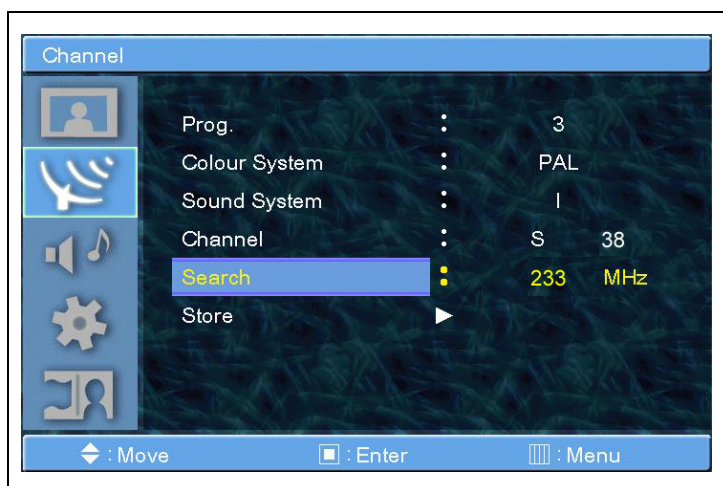 Channel
Prog. : 3
Colour System : PAL
Sound System : I
Channel : S 38
Search : 233 MHz
Store
: Move : Enter : Menu